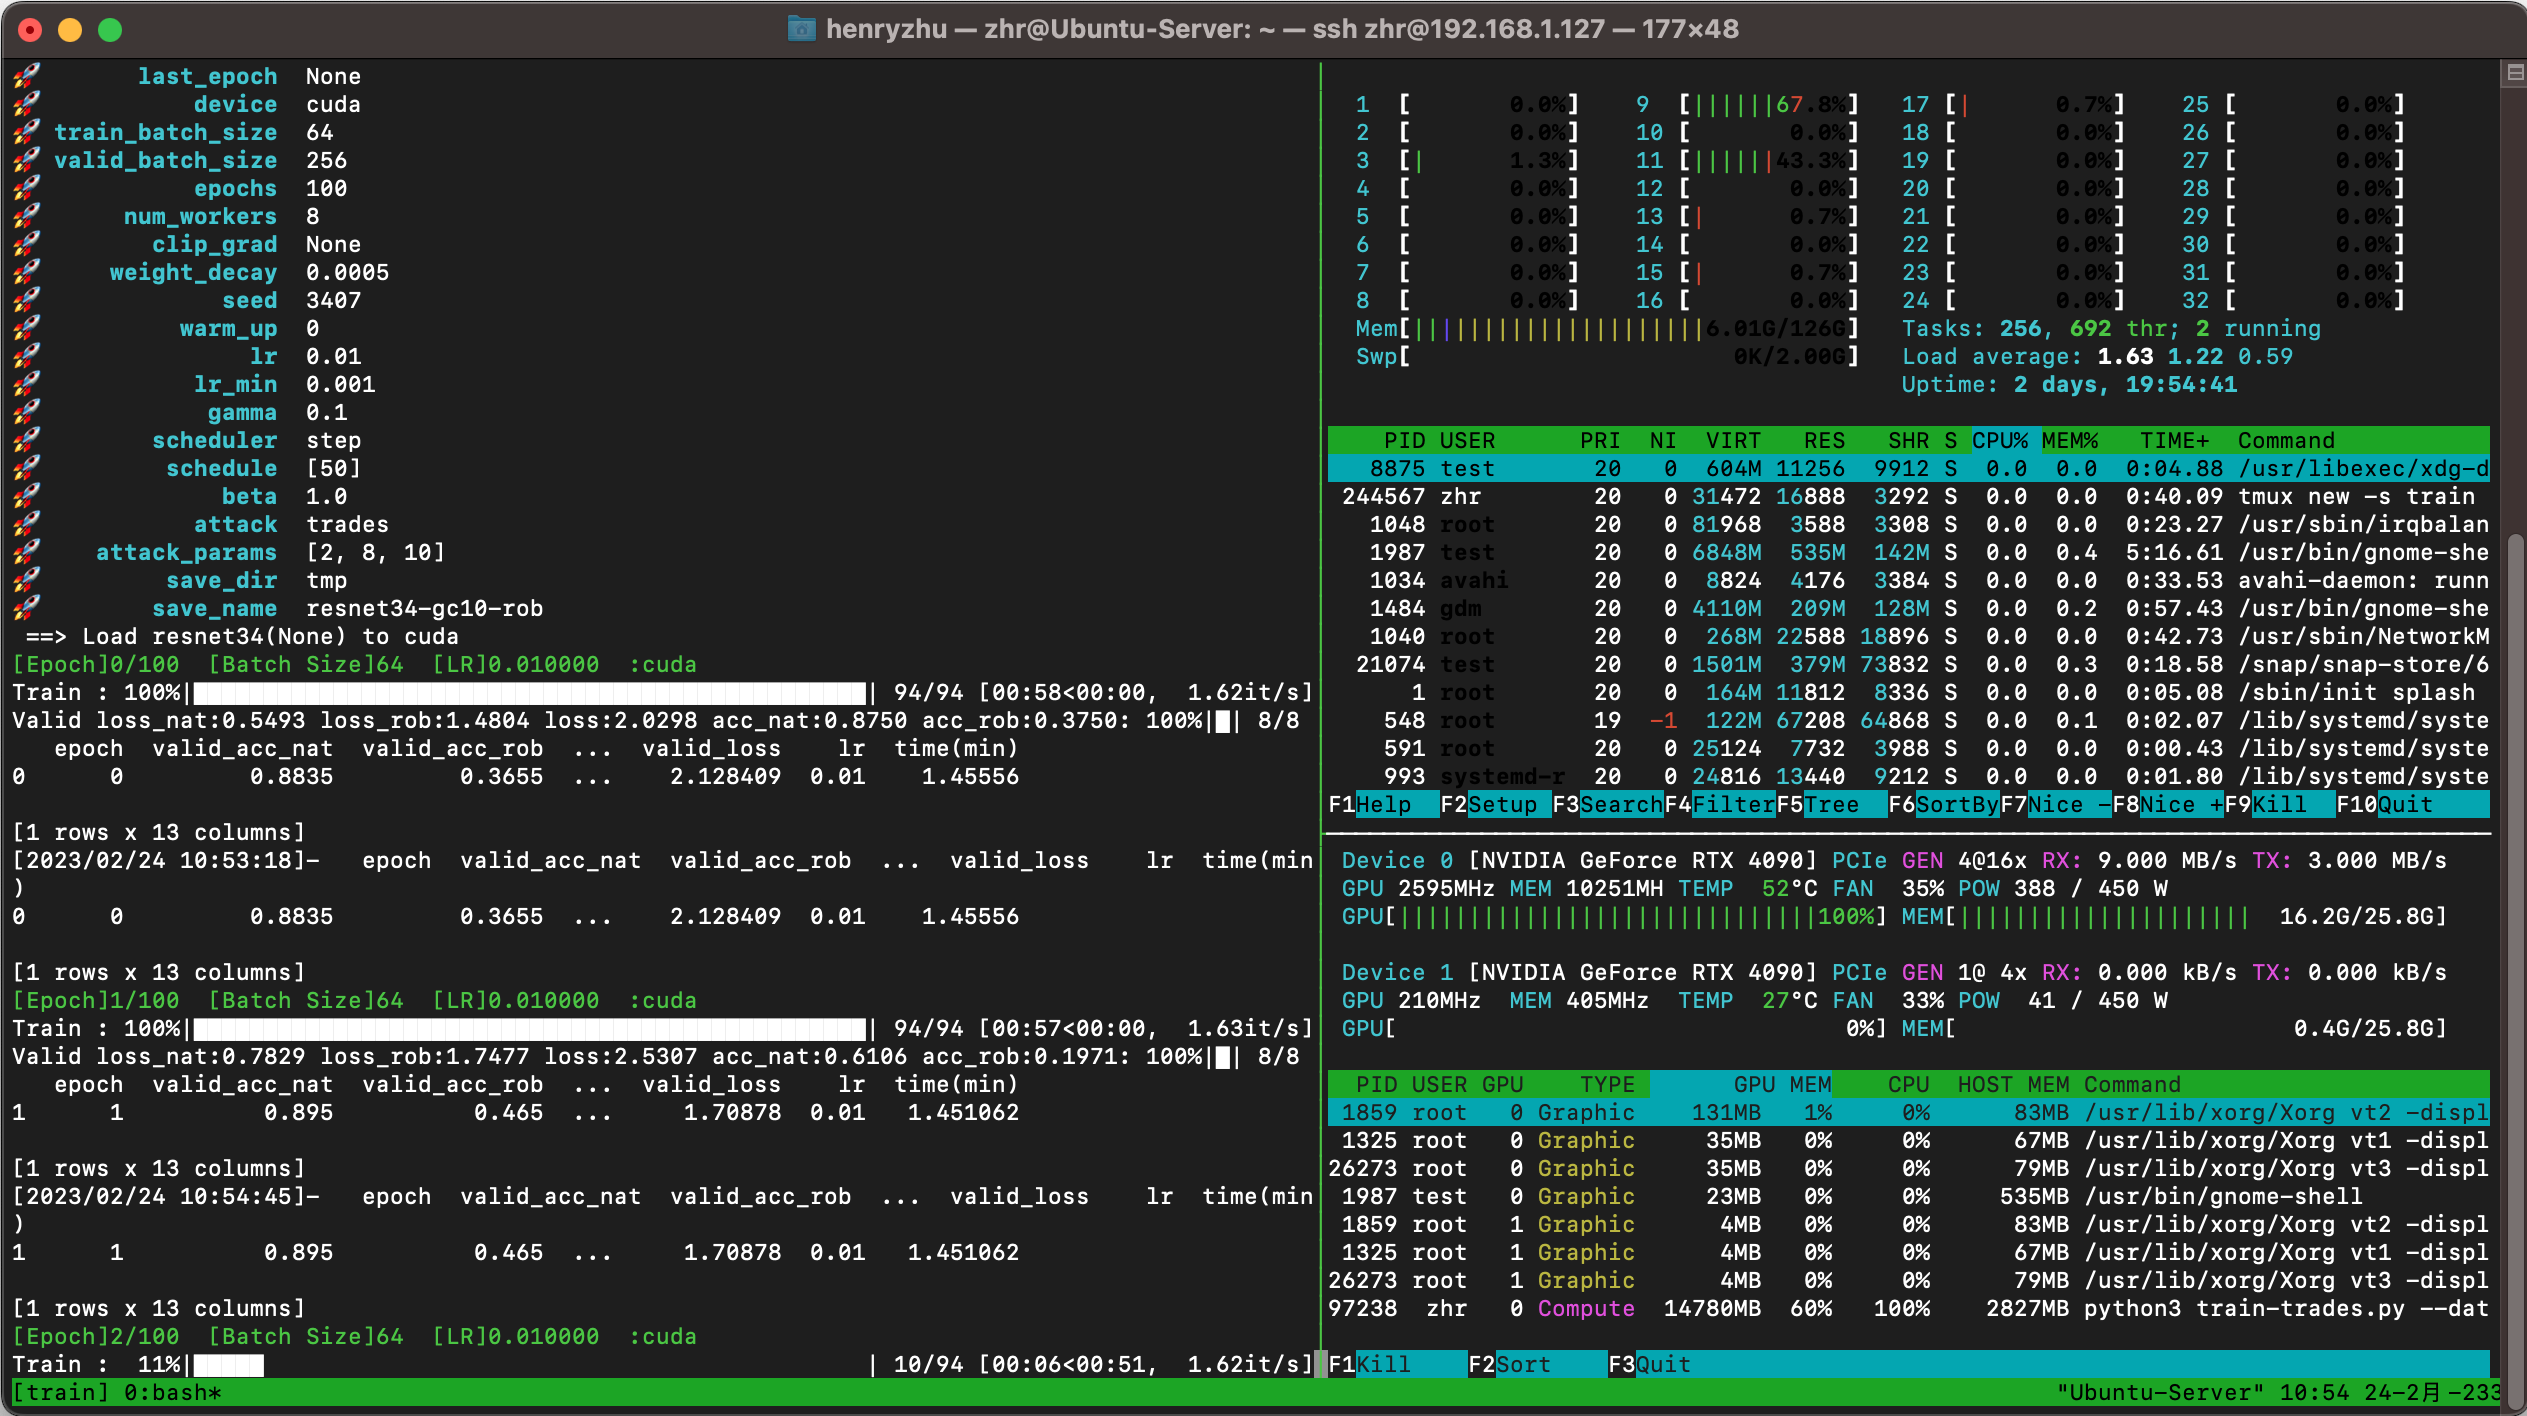 henryzhu — zhr@Ubuntu-Server: ~ — ssh zhr@192.168.1.127 — 177×48
last_epoch None
device cuda
train_batch_size 64
valid_batch_size 256
epochs 100
num_workers 8
clip_grad None
weight_decay 0.0005
seed 3407
warm_up 0
lr 0.01
lr_min 0.001
gamma 0.1
scheduler step
schedule [50]
beta 1.0
attack trades
attack_params [2, 8, 10]
save_dir tmp
save_name resnet34-gc10-rob
==> Load resnet34(None) to cuda
[Epoch]0/100 [Batch Size]64 [LR]0.010000 :cuda
Train : 100%| | 94/94 [00:58<00:00, 1.62it/s]
Valid loss_nat:0.5493 loss_rob:1.4804 loss:2.0298 acc_nat:0.8750 acc_rob:0.3750: 100%| | 8/8
epoch valid_acc_nat valid_acc_rob ... valid_loss lr time(min)
0 0 0.8835 0.3655 ... 2.128409 0.01 1.45556
[1 rows x 13 columns]
[2023/02/24 10:53:18]- epoch valid_acc_nat valid_acc_rob ... valid_loss lr time(min
)
0 0 0.8835 0.3655 ... 2.128409 0.01 1.45556
[1 rows x 13 columns]
[Epoch]1/100 [Batch Size]64 [LR]0.010000 :cuda
Train : 100%| | 94/94 [00:57<00:00, 1.63it/s]
Valid loss_nat:0.7829 loss_rob:1.7477 loss:2.5307 acc_nat:0.6106 acc_rob:0.1971: 100%| | 8/8
epoch valid_acc_nat valid_acc_rob ... valid_loss lr time(min)
1 1 0.895 0.465 ... 1.70878 0.01 1.451062
[1 rows x 13 columns]
[2023/02/24 10:54:45]- epoch valid_acc_nat valid_acc_rob ... valid_loss lr time(min
)
1 1 0.895 0.465 ... 1.70878 0.01 1.451062
[1 rows x 13 columns]
[Epoch]2/100 [Batch Size]64 [LR]0.010000 :cuda
Train : 11%| | 10/94 [00:06<00:51, 1.62it/s]
1 [ 0.0%] 9 [||||||67.8%] 17 [| 0.7%] 25 [ 0.0%]
2 [ 0.0%] 10 [ 0.0%] 18 [ 0.0%] 26 [ 0.0%]
3 [| 1.3%] 11 [||||||43.3%] 19 [ 0.0%] 27 [ 0.0%]
4 [ 0.0%] 12 [ 0.0%] 20 [ 0.0%] 28 [ 0.0%]
5 [ 0.0%] 13 [| 0.7%] 21 [ 0.0%] 29 [ 0.0%]
6 [ 0.0%] 14 [ 0.0%] 22 [ 0.0%] 30 [ 0.0%]
7 [ 0.0%] 15 [| 0.7%] 23 [ 0.0%] 31 [ 0.0%]
8 [ 0.0%] 16 [ 0.0%] 24 [ 0.0%] 32 [ 0.0%]
Mem[|||||||||||||||||||||6.01G/126G] Tasks: 256, 692 thr; 2 running
Swp[ 0K/2.00G] Load average: 1.63 1.22 0.59
Uptime: 2 days, 19:54:41
PID USER PRI NI VIRT RES SHR S CPU% MEM% TIME+ Command
8875 test 20 0 604M 11256 9912 S 0.0 0.0 0:04.88 /usr/libexec/xdg-d
244567 zhr 20 0 31472 16888 3292 S 0.0 0.0 0:40.09 tmux new -s train
1048 root 20 0 81968 3588 3308 S 0.0 0.0 0:23.27 /usr/sbin/irqbalan
1987 test 20 0 6848M 535M 142M S 0.0 0.4 5:16.61 /usr/bin/gnome-she
1034 avahi 20 0 8824 4176 3384 S 0.0 0.0 0:33.53 avahi-daemon: runn
1484 gdm 20 0 4110M 209M 128M S 0.0 0.2 0:57.43 /usr/bin/gnome-she
1040 root 20 0 268M 22588 18896 S 0.0 0.0 0:42.73 /usr/sbin/NetworkM
21074 test 20 0 1501M 379M 73832 S 0.0 0.3 0:18.58 /snap/snap-store/6
1 root 20 0 164M 11812 8336 S 0.0 0.0 0:05.08 /sbin/init splash
548 root 19 -1 122M 67208 64868 S 0.0 0.1 0:02.07 /lib/systemd/syste
591 root 20 0 25124 7732 3988 S 0.0 0.0 0:00.43 /lib/systemd/syste
993 systemd-r 20 0 24816 13440 9212 S 0.0 0.0 0:01.80 /lib/systemd/syste
F1Help F2Setup F3SearchF4FilterF5Tree F6SortByF7Nice -F8Nice +F9Kill F10Quit
Device 0 [NVIDIA GeForce RTX 4090] PCIe GEN 4@16x RX: 9.000 MB/s TX: 3.000 MB/s
GPU 2595MHz MEM 10251MH TEMP 52°C FAN 35% POW 388 / 450 W
GPU[||||||||||||||||||||||||||||||100%] MEM[||||||||||||||||||||| 16.2G/25.8G]
Device 1 [NVIDIA GeForce RTX 4090] PCIe GEN 1@ 4x RX: 0.000 kB/s TX: 0.000 kB/s
GPU 210MHz MEM 405MHz TEMP 27°C FAN 33% POW 41 / 450 W
GPU[ 0%] MEM[ 0.4G/25.8G]
PID USER GPU TYPE GPU MEM CPU HOST MEM Command
1859 root 0 Graphic 131MB 1% 0% 83MB /usr/lib/xorg/Xorg vt2 -displ
1325 root 0 Graphic 35MB 0% 0% 67MB /usr/lib/xorg/Xorg vt1 -displ
26273 root 0 Graphic 35MB 0% 0% 79MB /usr/lib/xorg/Xorg vt3 -displ
1987 test 0 Graphic 23MB 0% 0% 535MB /usr/bin/gnome-shell
1859 root 1 Graphic 4MB 0% 0% 83MB /usr/lib/xorg/Xorg vt2 -displ
1325 root 1 Graphic 4MB 0% 0% 67MB /usr/lib/xorg/Xorg vt1 -displ
26273 root 1 Graphic 4MB 0% 0% 79MB /usr/lib/xorg/Xorg vt3 -displ
97238 zhr 0 Compute 14780MB 60% 100% 2827MB python3 train-trades.py --dat
F1Kill F2Sort F3Quit
[train] 0:bash* "Ubuntu-Server" 10:54 24-2月-233